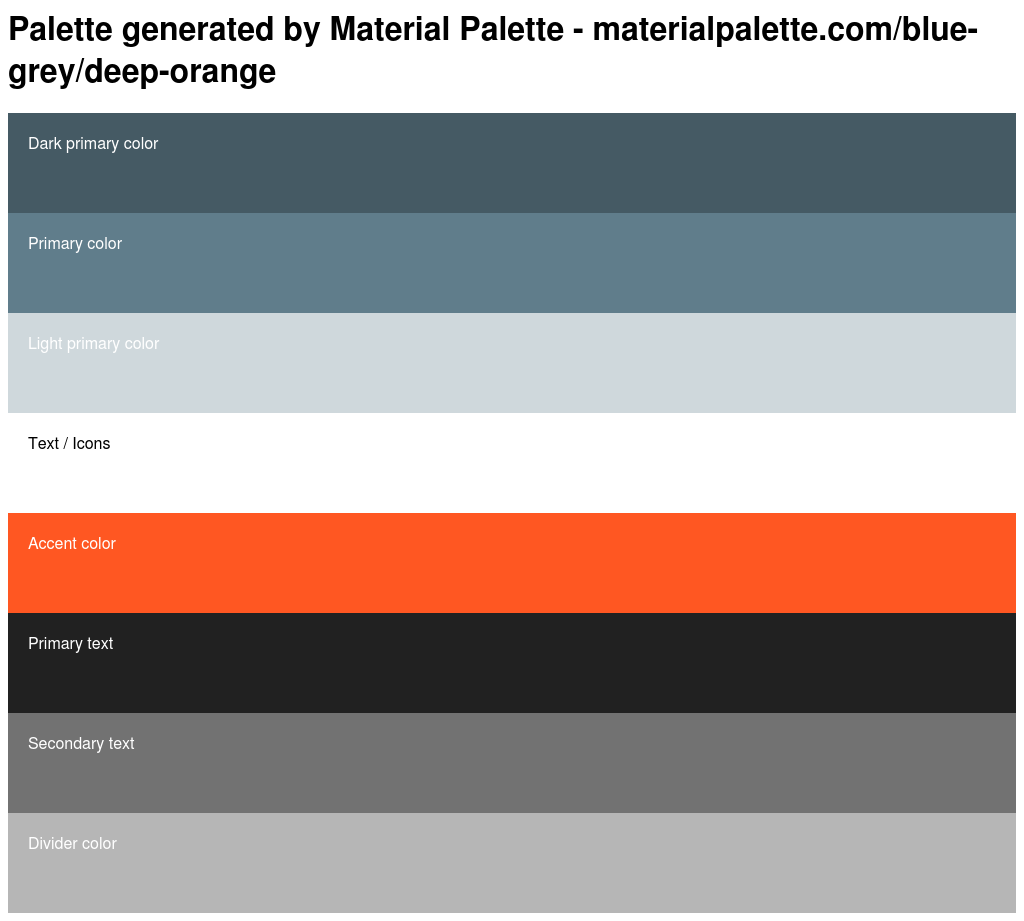 Palette generated by Material Palette - materialpalette.com/blue-
grey/deep-orange
Dark primary color
Primary color
Light primary color
Text / Icons
Accent color
Primary text
Secondary text
Divider color